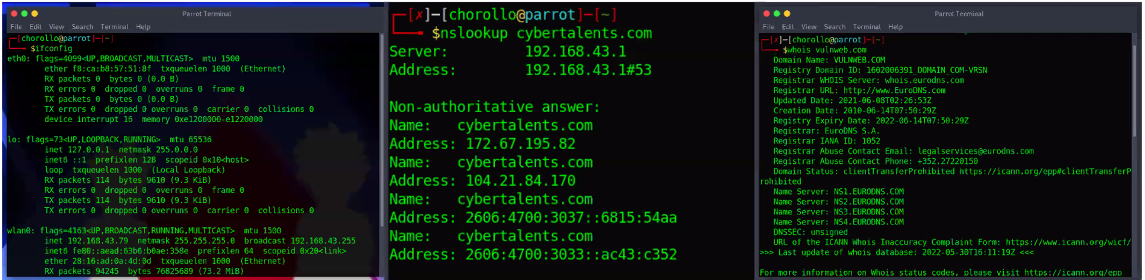 Parrot Terminal
File Edit View Search Terminal Help
┌─[✗]─[chorollo@parrot]─[~]
└──╼ $ifconfig
eth0: flags=4099<UP,BROADCAST,MULTICAST> mtu 1500
ether f8:ca:b8:57:51:8f txqueuelen 1000 (Ethernet)
RX packets 0 bytes 0 (0.0 B)
RX errors 0 dropped 0 overruns 0 frame 0
TX packets 0 bytes 0 (0.0 B)
TX errors 0 dropped 0 overruns 0 carrier 0 collisions 0
device interrupt 16 memory 0xe1200000-e1220000
lo: flags=73<UP,LOOPBACK,RUNNING> mtu 65536
inet 127.0.0.1 netmask 255.0.0.0
inet6 ::1 prefixlen 128 scopeid 0x10<host>
loop txqueuelen 1000 (Local Loopback)
RX packets 114 bytes 9610 (9.3 KiB)
RX errors 0 dropped 0 overruns 0 frame 0
TX packets 114 bytes 9610 (9.3 KiB)
TX errors 0 dropped 0 overruns 0 carrier 0 collisions 0
wlan0: flags=4163<UP,BROADCAST,RUNNING,MULTICAST> mtu 1500
inet 192.168.43.79 netmask 255.255.255.0 broadcast 192.168.43.255
inet6 prefixlen 64 scopeid 0x20<link>
ether 28:16:ad:0a:4d:0d txqueuelen 1000 (Ethernet)
RX packets 94245 bytes 76825689 (73.2 MiB)
┌─[✗]─[chorollo@parrot]─[~]
└──╼ $nslookup cybertalents.com
Server: 192.168.43.1
Address: 192.168.43.1#53
Non-authoritative answer:
Name: cybertalents.com
Address: 172.67.195.82
Name: cybertalents.com
Address: 104.21.84.170
Name: cybertalents.com
Address: 2606:4700:3037::6815:54aa
Name: cybertalents.com
Address: 2606:4700:3033::ac43:c352
Parrot Terminal
File Edit View Search Terminal Help
┌─[✗]─[chorollo@parrot]─[~]
└──╼ $whois vulnweb.com
Domain Name: VULNWEB.COM
Registry Domain ID: 1602006391_DOMAIN_COM-VRSN
Registrar WHOIS Server: whois.eurodns.com
Registrar URL: http://www.EuroDNS.com
Updated Date: 2021-06-08T02:26:53Z
Creation Date: 2010-06-14T07:50:29Z
Registry Expiry Date: 2022-06-14T07:50:29Z
Registrar: EuroDNS S.A.
Registrar IANA ID: 1052
Registrar Abuse Contact Email: legalservices@eurodns.com
Registrar Abuse Contact Phone: +352.27220150
Domain Status: clientTransferProhibited https://icann.org/epp#clientTransferP
rohibited
Name Server: NS1.EURODNS.COM
Name Server: NS2.EURODNS.COM
Name Server: NS3.EURODNS.COM
Name Server: NS4.EURODNS.COM
DNSSEC: unsigned
URL of the ICANN Whois Inaccuracy Complaint Form: https://www.icann.org/wicf/
>>> Last update of whois database: 2022-05-30T16:11:19Z <<<
For more information on Whois status codes, please visit https://icann.org/epp